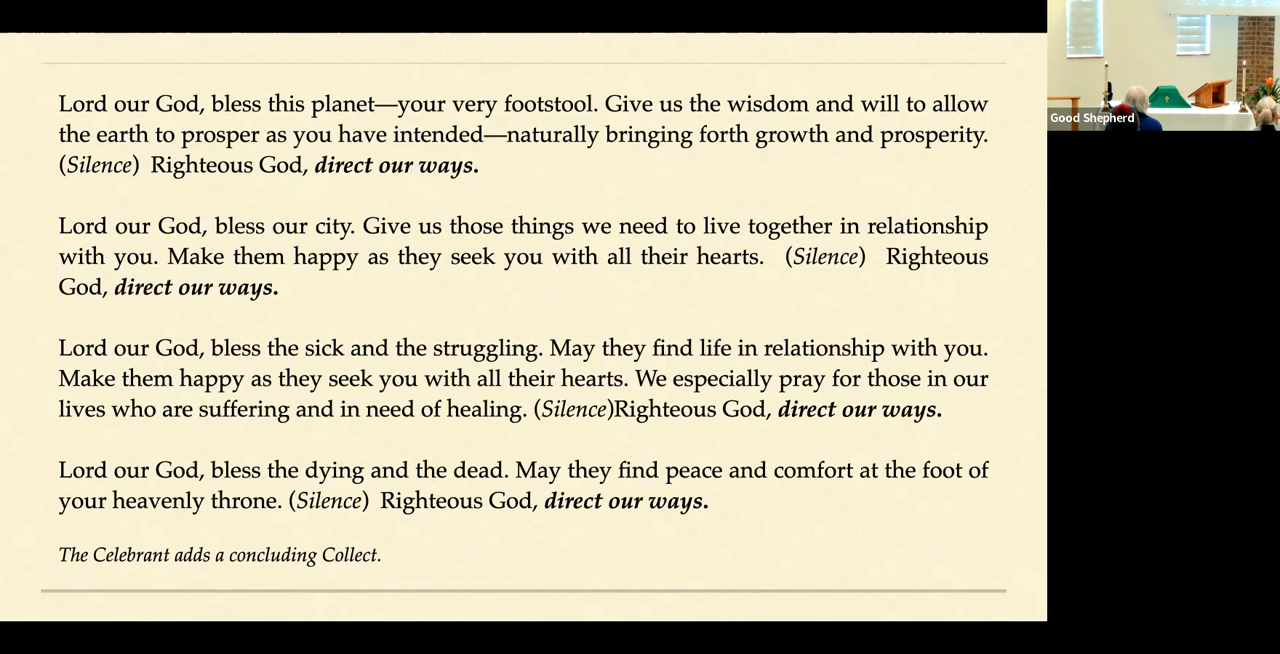 Lord our God, bless this planet—your very footstool. Give us the wisdom and will to allow
the earth to prosper as you have intended—naturally bringing forth growth and prosperity.
(Silence) Righteous God, direct our ways.
Lord our God, bless our city. Give us those things we need to live together in relationship
with you. Make them happy as they seek you with all their hearts. (Silence) Righteous
God, direct our ways.
Lord our God, bless the sick and the struggling. May they find life in relationship with you.
Make them happy as they seek you with all their hearts. We especially pray for those in our
lives who are suffering and in need of healing. (Silence)Righteous God, direct our ways.
Lord our God, bless the dying and the dead. May they find peace and comfort at the foot of
your heavenly throne. (Silence) Righteous God, direct our ways.
The Celebrant adds a concluding Collect.
Good Shepherd